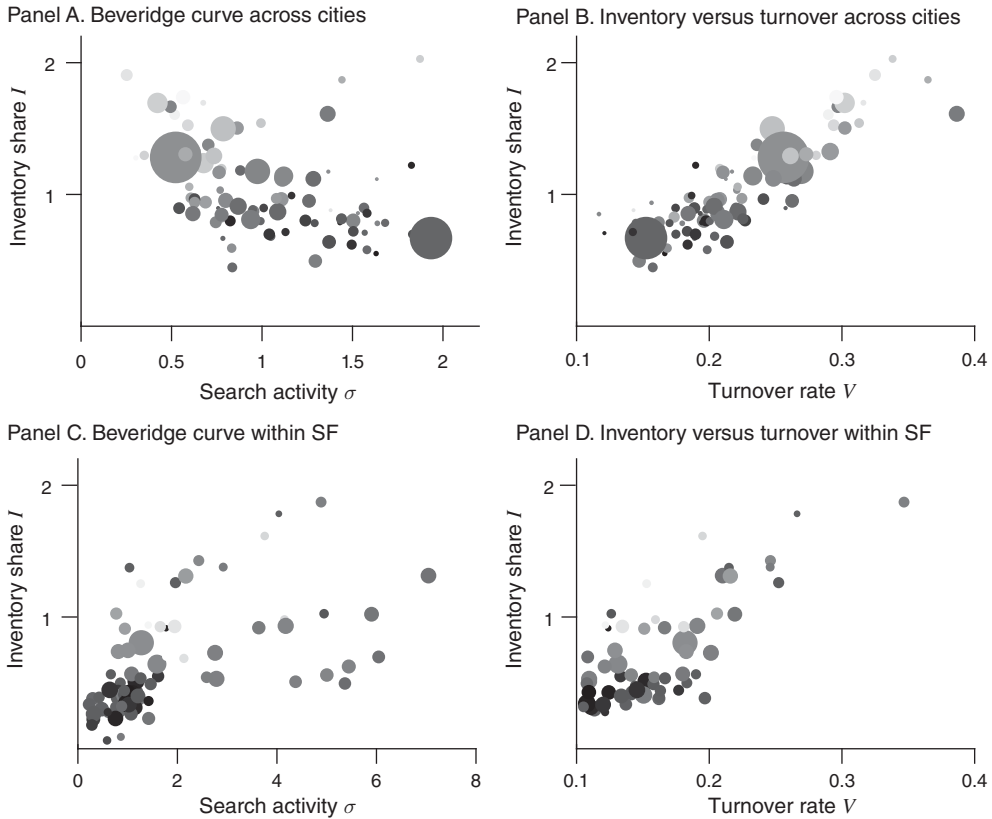 Panel A. Beveridge curve across cities
Inventory share I
2
1
0
0.5
1
1.5
2
Search activity σ
Panel B. Inventory versus turnover across cities
Inventory share I
2
1
0.1
0.2
0.3
0.4
Turnover rate V
Panel C. Beveridge curve within SF
Inventory share I
2
1
0
2
4
6
8
Search activity σ
Panel D. Inventory versus turnover within SF
Inventory share I
2
1
0.1
0.2
0.3
0.4
Turnover rate V